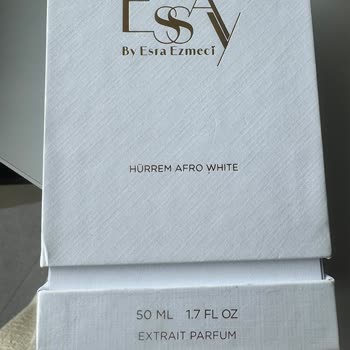 ESSAY
By Esra Ezmeci
HÜRREM AFRO WHITE
50 ML 1.7 FL OZ
EXTRAIT PARFUM